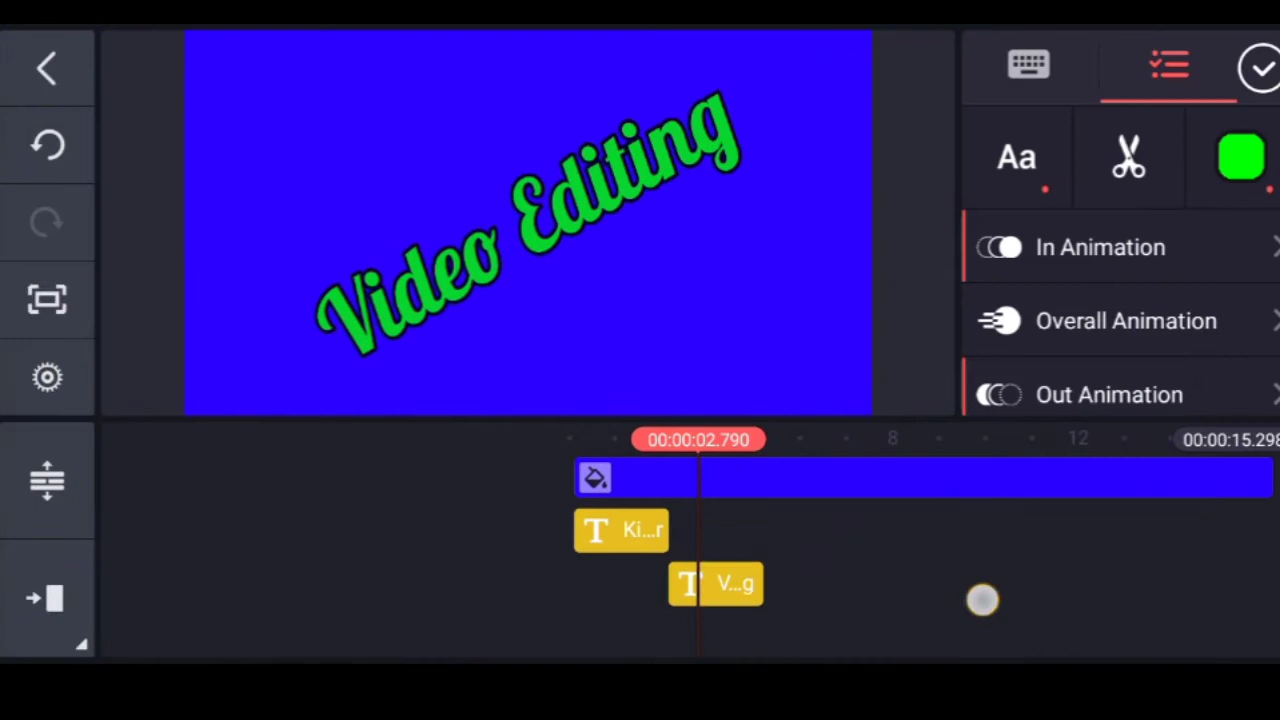 Video Editing
Aa
In Animation
Overall Animation
Out Animation
00:00:02.790
8
12
00:00:15.298
T Ki...r
T V...g